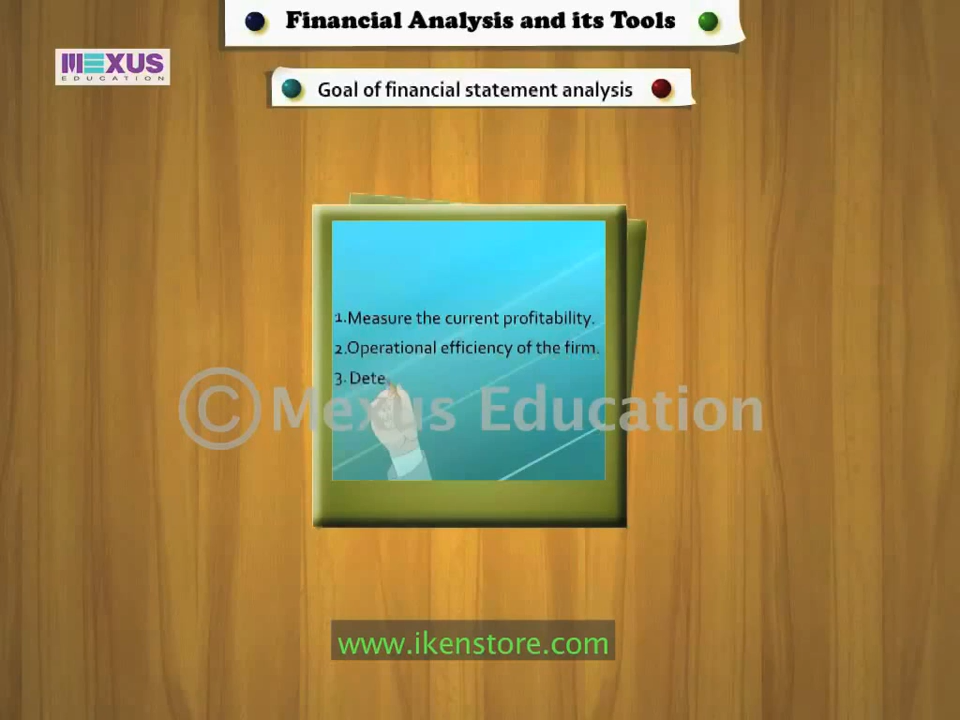 Financial Analysis and its Tools
MEXUS
EDUCATION
Goal of financial statement analysis
1.Measure the current profitability.
2.Operational efficiency of the firm.
3. Dete
© Mexus Education
www.ikenstore.com